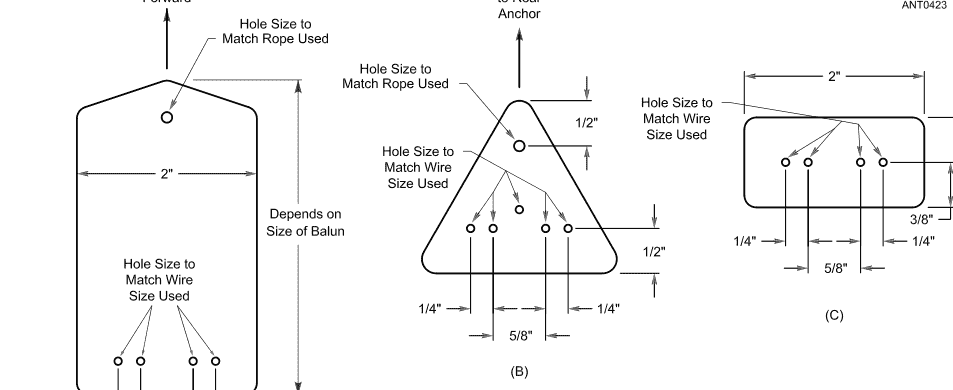 Forward
Hole Size to
Match Rope Used
2"
Depends on
Size of Balun
Hole Size to
Match Wire
Size Used
to Rear
Anchor
Hole Size to
Match Rope Used
1/2"
Hole Size to
Match Wire
Size Used
1/2"
1/4"
1/4"
5/8"
(B)
ANT0423
2"
Hole Size to
Match Wire
Size Used
3/8"
1/4"
1/4"
5/8"
(C)